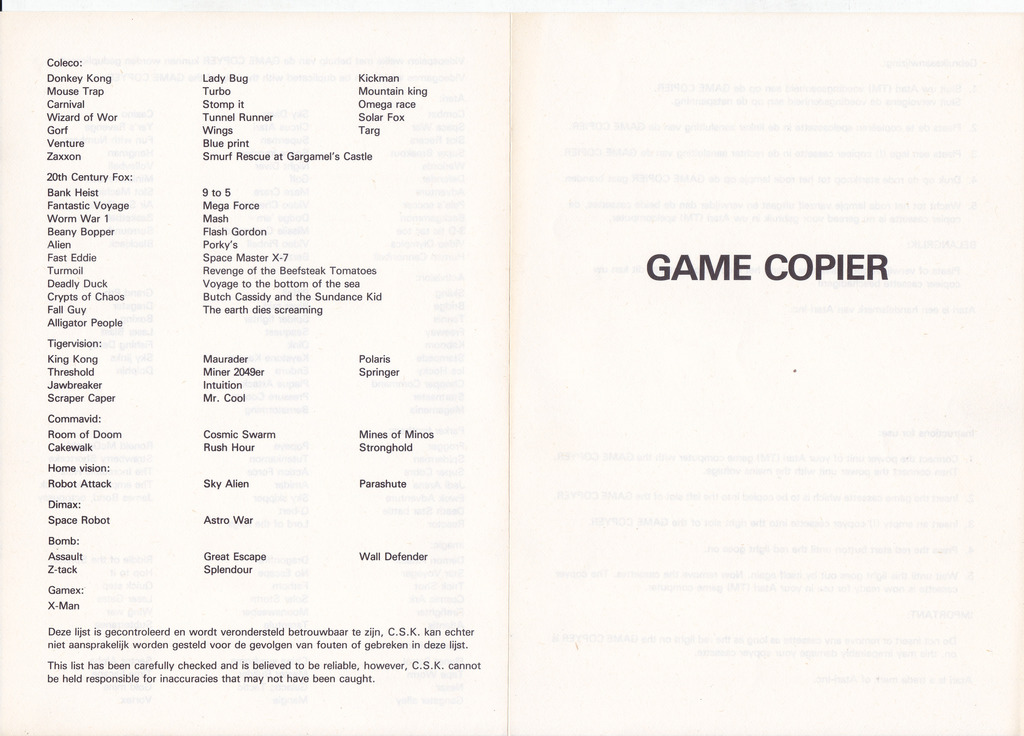 Coleco:
Donkey Kong Lady Bug Kickman
Mouse Trap Turbo Mountain king
Carnival Stomp it Omega race
Wizard of Wor Tunnel Runner Solar Fox
Gorf Wings Targ
Venture Blue print
Zaxxon Smurf Rescue at Gargamel's Castle
20th Century Fox:
Bank Heist 9 to 5
Fantastic Voyage Mega Force
Worm War 1 Mash
Beany Bopper Flash Gordon
Alien Porky's
Fast Eddie Space Master X-7
Turmoil Revenge of the Beefsteak Tomatoes
Deadly Duck Voyage to the bottom of the sea
Crypts of Chaos Butch Cassidy and the Sundance Kid
Fall Guy The earth dies screaming
Alligator People
Tigervision:
King Kong Maurader Polaris
Threshold Miner 2049er Springer
Jawbreaker Intuition
Scraper Caper Mr. Cool
Commavid:
Room of Doom Cosmic Swarm Mines of Minos
Cakewalk Rush Hour Stronghold
Home vision:
Robot Attack Sky Alien Parashute
Dimax:
Space Robot Astro War
Bomb:
Assault Great Escape Wall Defender
Z-tack Splendour
Gamex:
X-Man
Deze lijst is gecontroleerd en wordt verondersteld betrouwbaar te zijn, C.S.K. kan echter
niet aansprakelijk worden gesteld voor de gevolgen van fouten of gebreken in deze lijst.
This list has been carefully checked and is believed to be reliable, however, C.S.K. cannot
be held responsible for inaccuracies that may not have been caught.
GAME COPIER